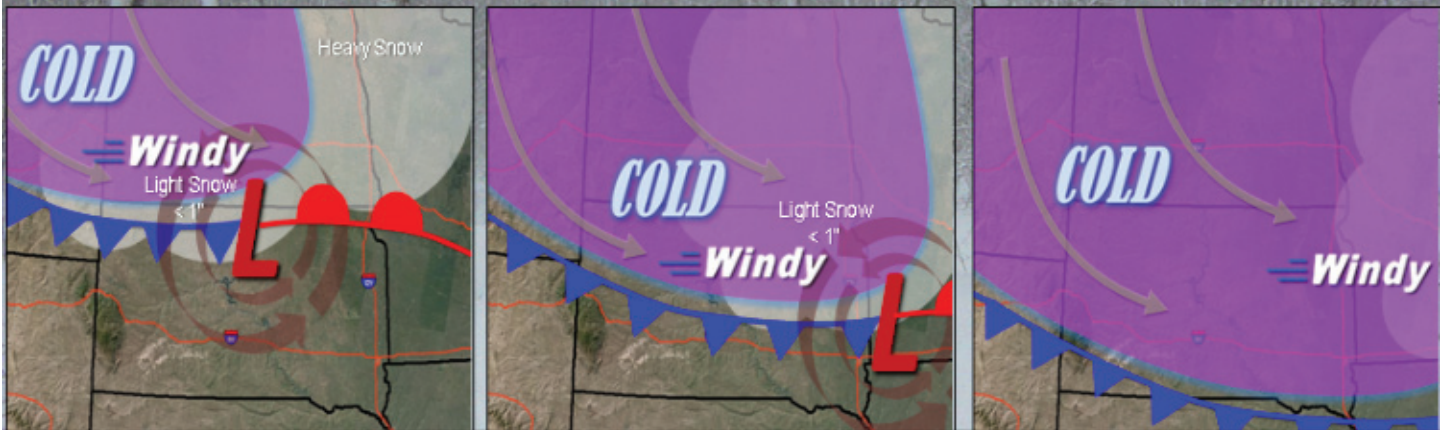 Heavy Snow
COLD
Windy
Light Snow
< 1"
L
COLD
Light Snow
< 1"
Windy
L
COLD
Windy